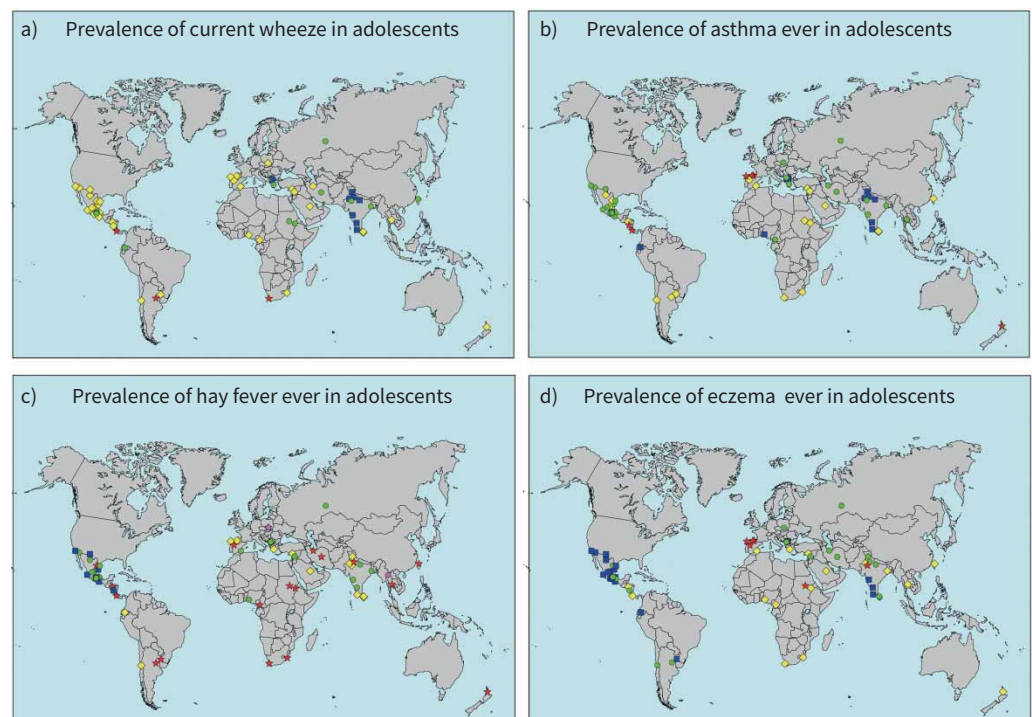 a) Prevalence of current wheeze in adolescents
b) Prevalence of asthma ever in adolescents
c) Prevalence of hay fever ever in adolescents
d) Prevalence of eczema ever in adolescents